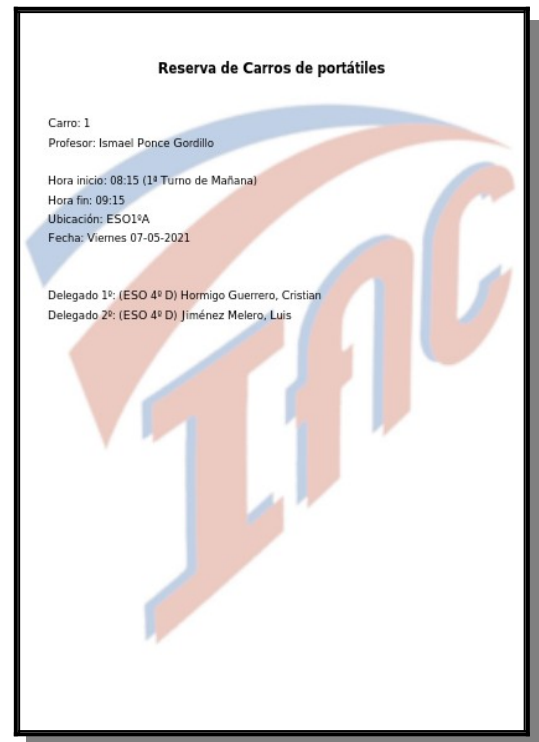 Reserva de Carros de portátiles
Carro: 1
Profesor: Ismael Ponce Gordillo
Hora inicio: 08:15 (1ª Turno de Mañana)
Hora fin: 09:15
Ubicación: ESO1ºA
Fecha: Viernes 07-05-2021
Delegado 1º: (ESO 4º D) Hormigo Guerrero, Cristian
Delegado 2º: (ESO 4º D) Jiménez Melero, Luis
IAC